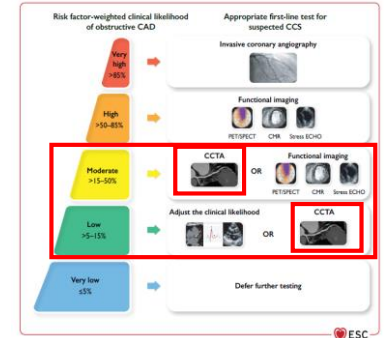 Risk factor-weighted clinical likelihood
of obstructive CAD
Appropriate first-line test for
suspected CCS
Very
high
>85%
Invasive coronary angiography
High
>50–85%
Functional imaging
PET/SPECT CMR Stress ECHO
Moderate
>15–50%
CCTA
OR
Functional imaging
PET/SPECT CMR Stress ECHO
Low
>5–15%
Adjust the clinical likelihood
OR
CCTA
Very low
≤5%
Defer further testing
ESC